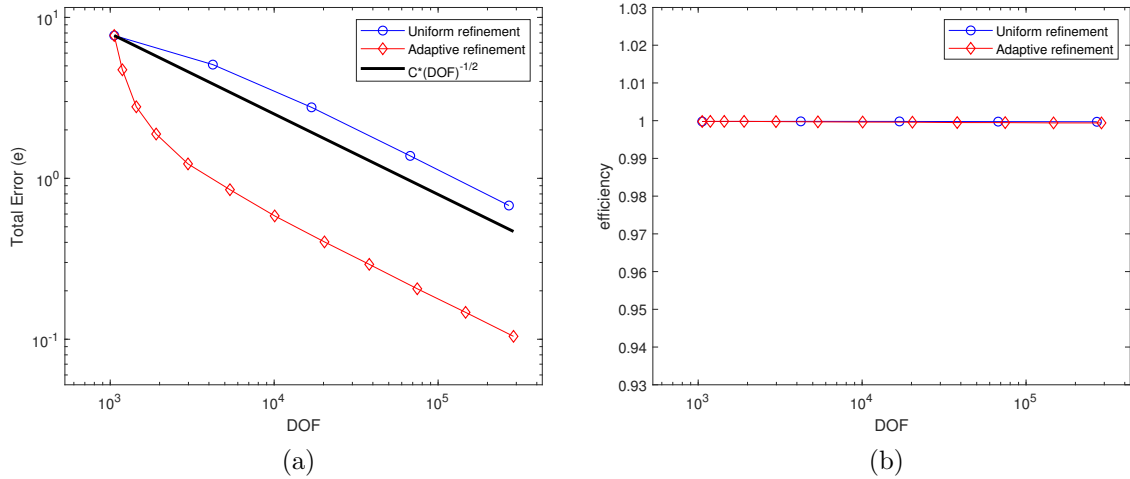 10^1
10^0
10^-1
10^3
10^4
10^5
Total Error (e)
DOF
Uniform refinement
Adaptive refinement
C*(DOF)^-1/2
(a)
1.03
1.02
1.01
1
0.99
0.98
0.97
0.96
0.95
0.94
0.93
10^3
10^4
10^5
efficiency
DOF
Uniform refinement
Adaptive refinement
(b)